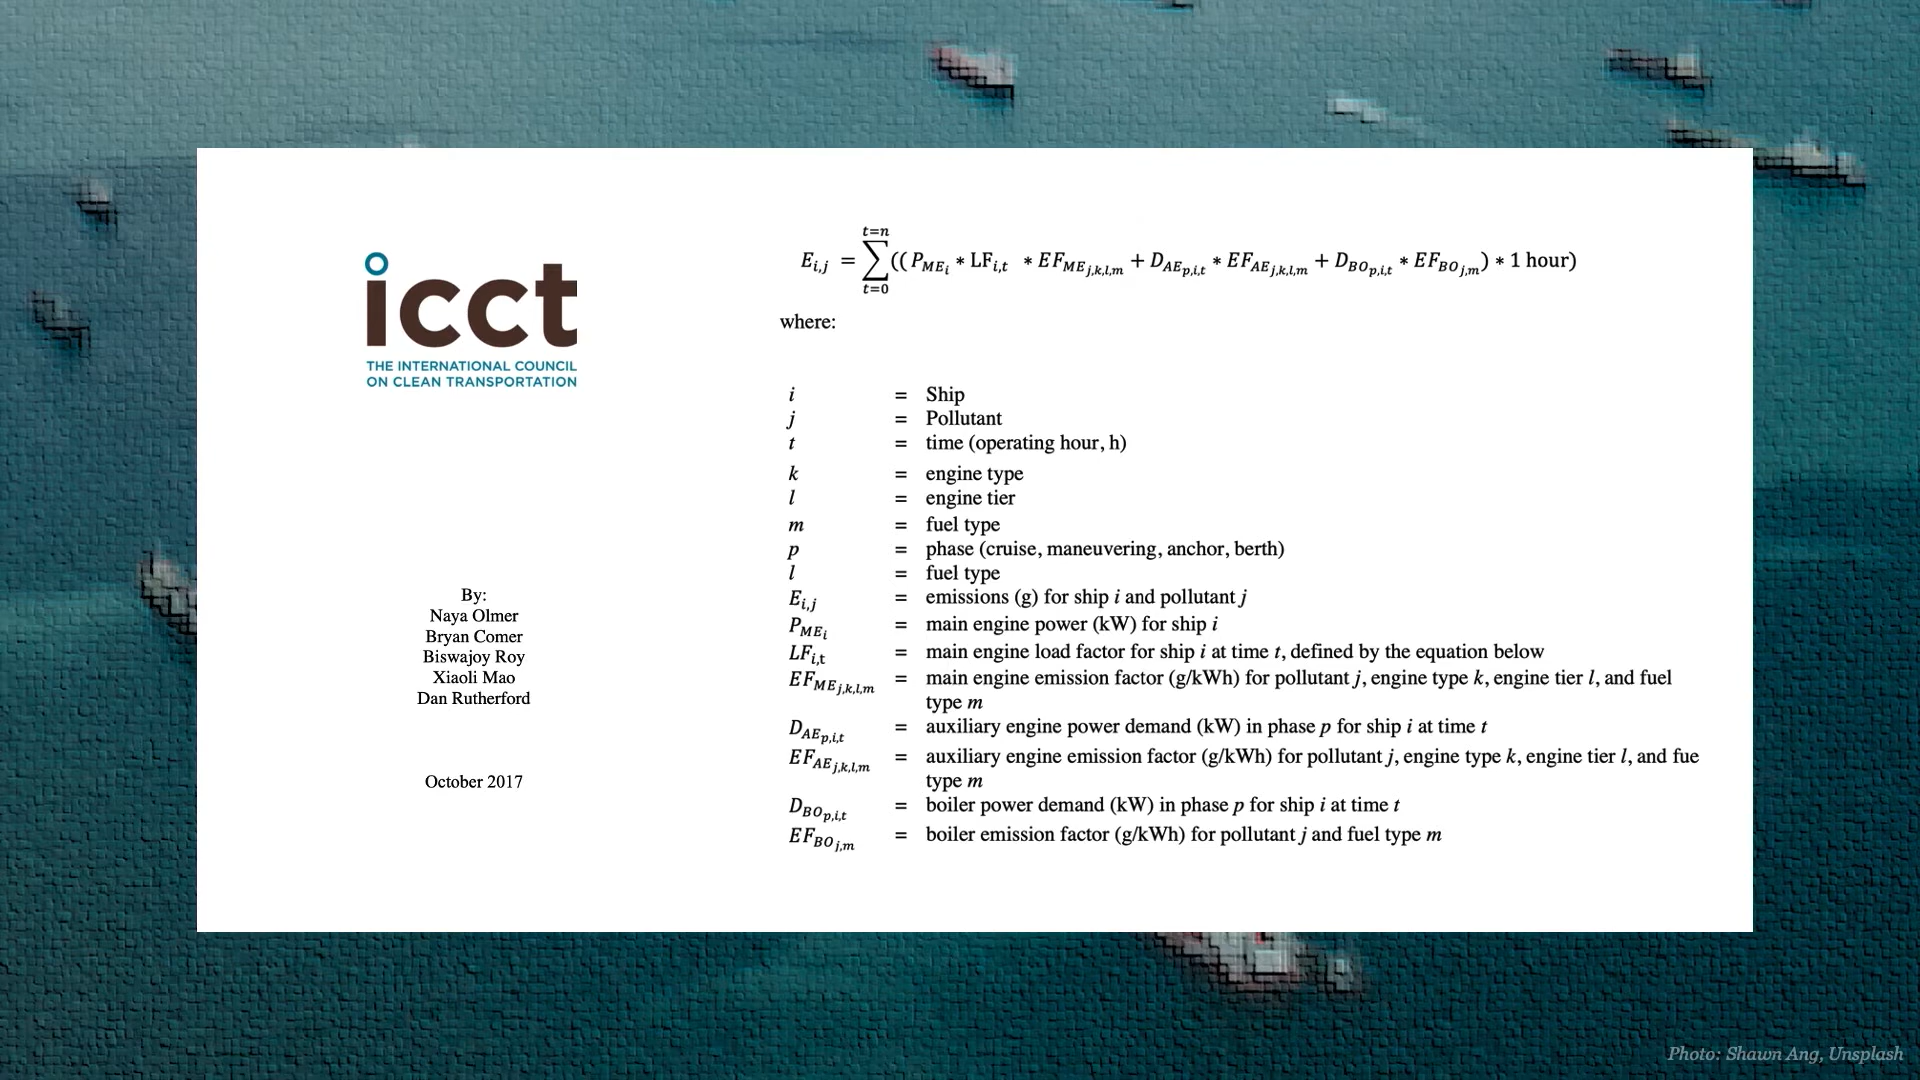 icct
THE INTERNATIONAL COUNCIL
ON CLEAN TRANSPORTATION
By:
Naya Olmer
Bryan Comer
Biswajoy Roy
Xiaoli Mao
Dan Rutherford
October 2017
E_{i,j} = ∑_{t=0}^{t=n} ((P_{ME_i} * LF_{i,t} * EF_{ME_{j,k,l,m}} + D_{AE_{p,i,t}} * EF_{AE_{j,k,l,m}} + D_{BO_{p,i,t}} * EF_{BO_{j,m}}) * 1 hour)
where:
i = Ship
j = Pollutant
t = time (operating hour, h)
k = engine type
l = engine tier
m = fuel type
p = phase (cruise, maneuvering, anchor, berth)
l = fuel type
E_{i,j} = emissions (g) for ship i and pollutant j
P_{ME_i} = main engine power (kW) for ship i
LF_{i,t} = main engine load factor for ship i at time t, defined by the equation below
EF_{ME_{j,k,l,m}} = main engine emission factor (g/kWh) for pollutant j, engine type k, engine tier l, and fuel
type m
D_{AE_{p,i,t}} = auxiliary engine power demand (kW) in phase p for ship i at time t
EF_{AE_{j,k,l,m}} = auxiliary engine emission factor (g/kWh) for pollutant j, engine type k, engine tier l, and fue
type m
D_{BO_{p,i,t}} = boiler power demand (kW) in phase p for ship i at time t
EF_{BO_{j,m}} = boiler emission factor (g/kWh) for pollutant j and fuel type m
Photo: Shawn Ang, Unsplash